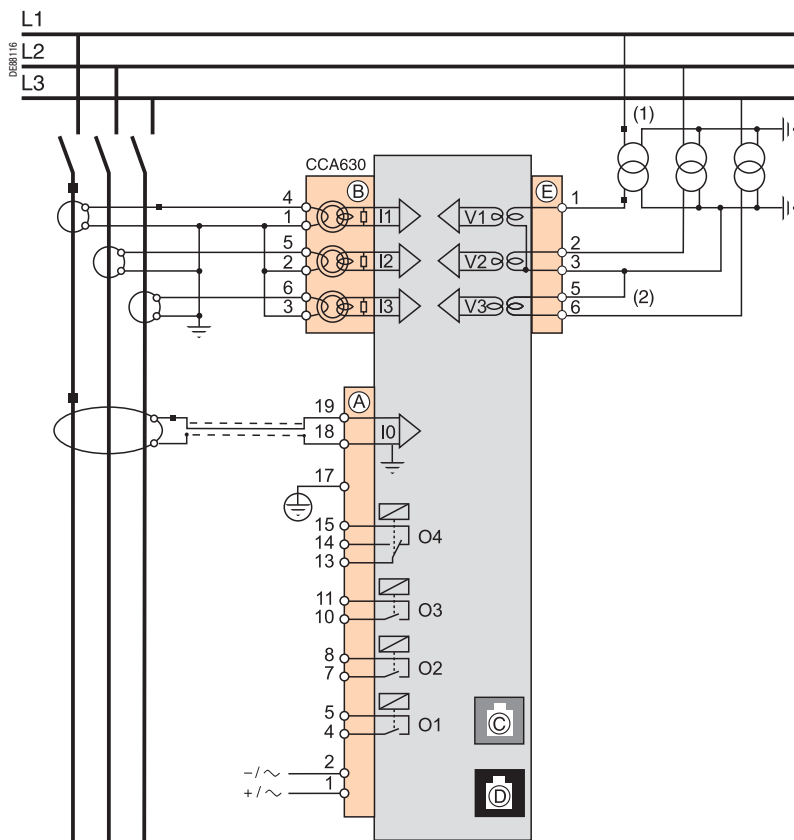 L1
DE88116
L2
L3
(1)
CCA630
B
E
4
I1
V1
1
1
5
I2
V2
2
2
3
6
I3
V3
5
(2)
3
6
A
19
I0
18
17
15
14
O4
13
11
O3
10
8
O2
7
5
O1
4
C
2
-/~
+/~
1
D